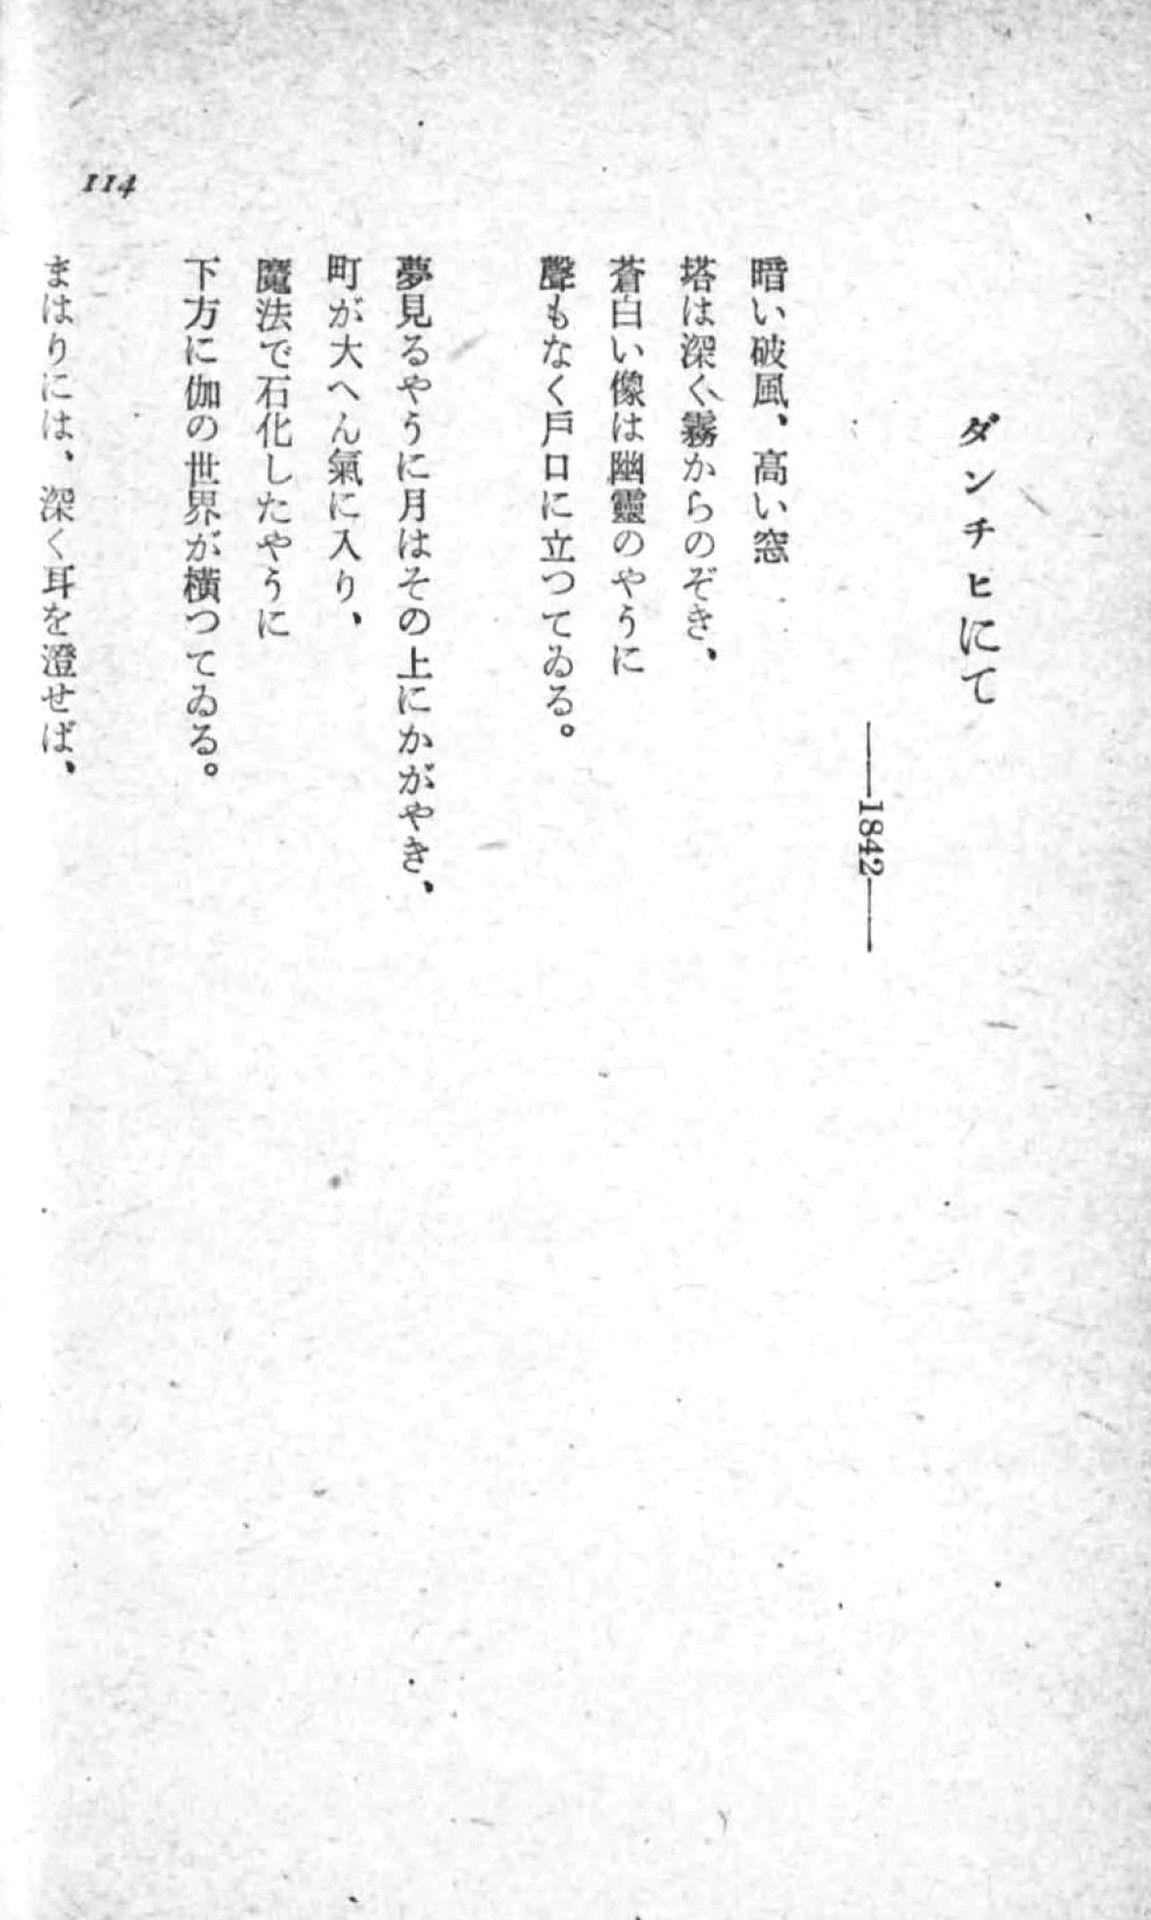 ダンチヒにて
――1842――
暗い破風、高い窓
塔は深く霧からのぞき、
蒼白い像は幽靈のやうに
聲もなく戸口に立つてゐる。
夢見るやうに月はその上にかがやき、
町が大へん氣に入り、
魔法で石化したやうに
下方に伽の世界が横つてゐる。
まはりには、深く耳を澄せば、
114